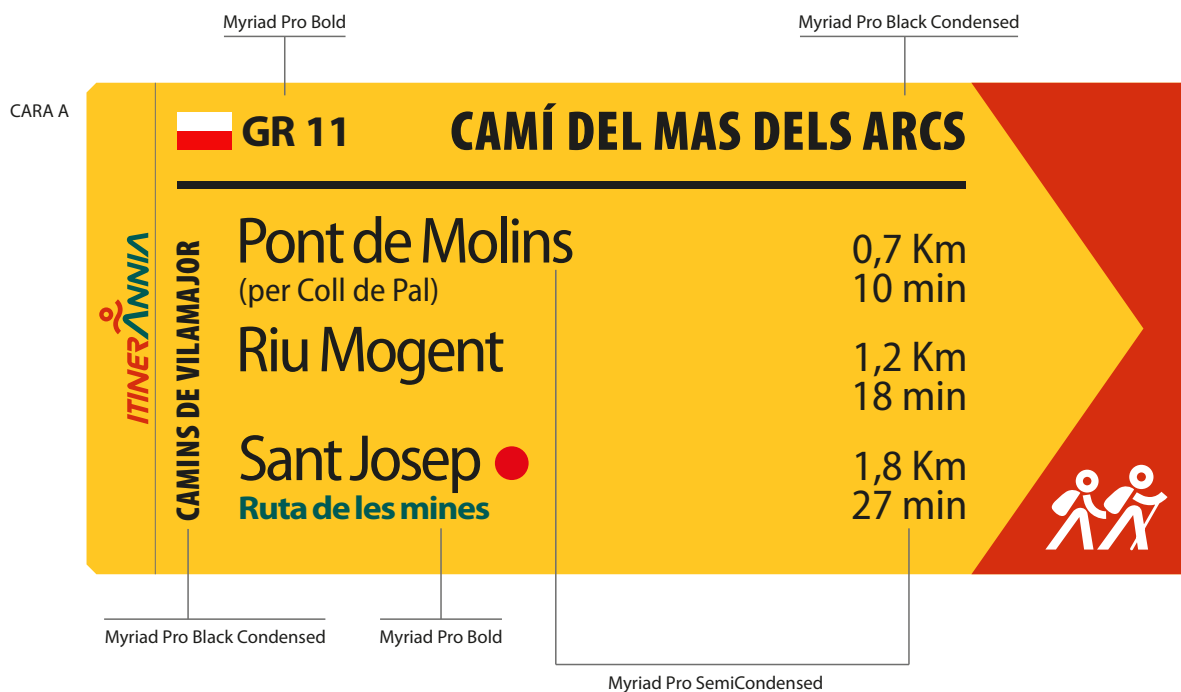 Myriad Pro Bold
Myriad Pro Black Condensed
CARA A
GR 11
CAMÍ DEL MAS DELS ARCS
ITINERÀNNIA
CAMINS DE VILAMAJOR
Pont de Molins
0,7 Km
(per Coll de Pal)
10 min
Riu Mogent
1,2 Km
18 min
Sant Josep
1,8 Km
Ruta de les mines
27 min
Myriad Pro Black Condensed
Myriad Pro Bold
Myriad Pro SemiCondensed